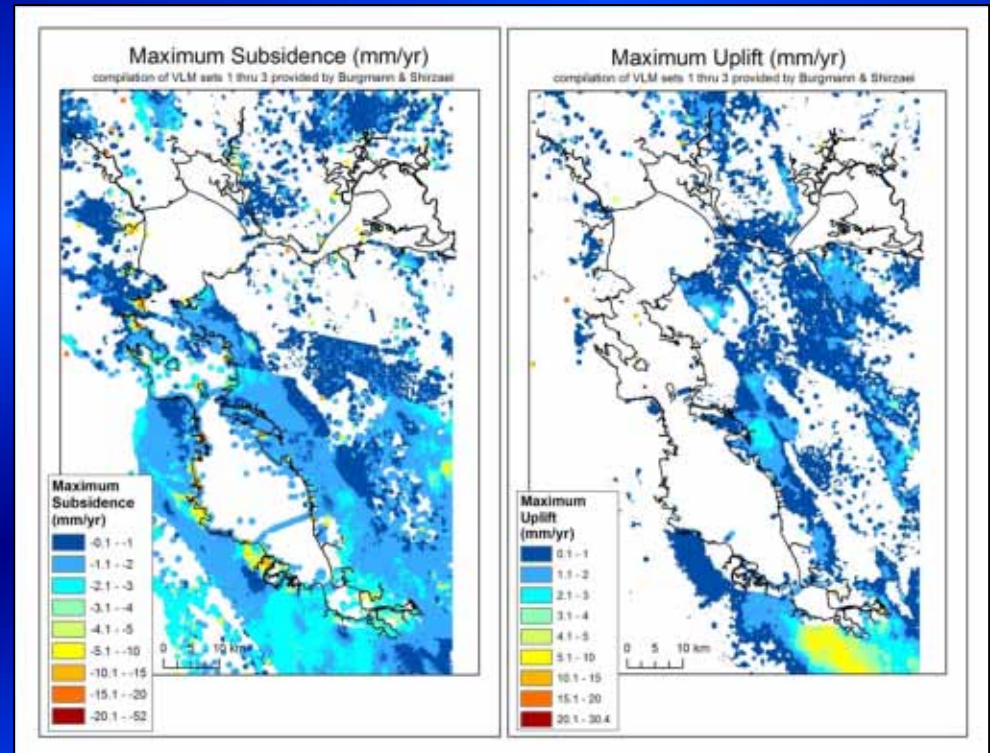 Maximum Subsidence (mm/yr)
compilation of VLM sets 1 thru 3 provided by Burgmann & Shirzaei
Maximum
Subsidence
(mm/yr)
-0.1 - -1
-1.1 - -2
-2.1 - -3
-3.1 - -4
-4.1 - -5
-5.1 - -10
-10.1 - -15
-15.1 - -20
-20.1 - -52
0 5 10 km
Maximum Uplift (mm/yr)
compilation of VLM sets 1 thru 3 provided by Burgmann & Shirzaei
Maximum
Uplift
(mm/yr)
0.1 - 1
1.1 - 2
2.1 - 3
3.1 - 4
4.1 - 5
5.1 - 10
10.1 - 15
15.1 - 20
20.1 - 30.4
0 5 10 km